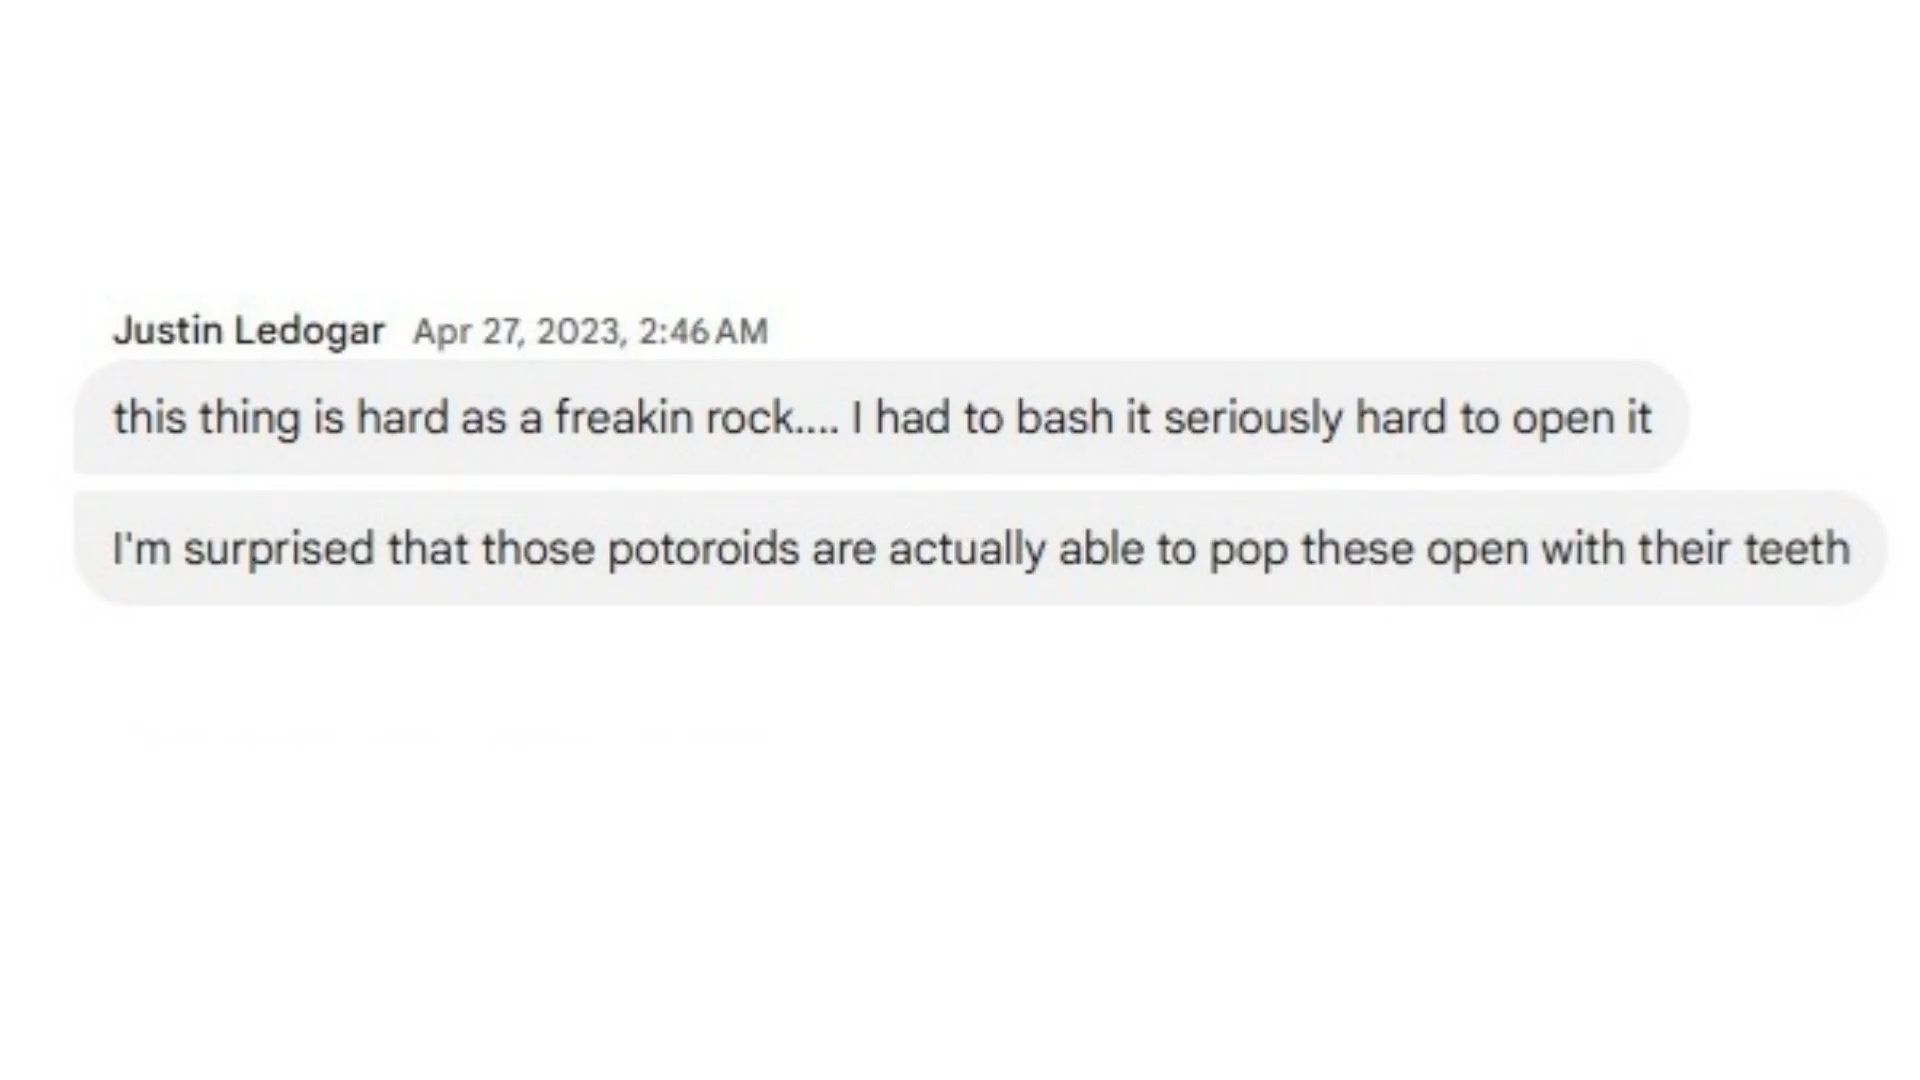 Justin Ledogar Apr 27, 2023, 2:46 AM
this thing is hard as a freakin rock.... I had to bash it seriously hard to open it
I'm surprised that those potoroids are actually able to pop these open with their teeth